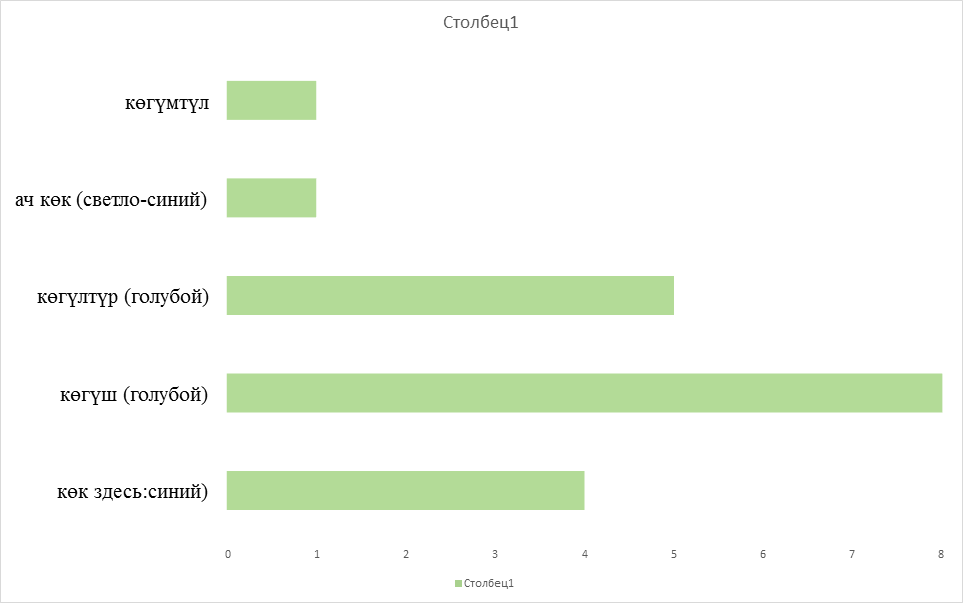 Столбец1
көгүмтүл
ач көк (светло-синий)
көгүлтүр (голубой)
көгүш (голубой)
көк здесь:синий)
0 1 2 3 4 5 6 7 8
Столбец1